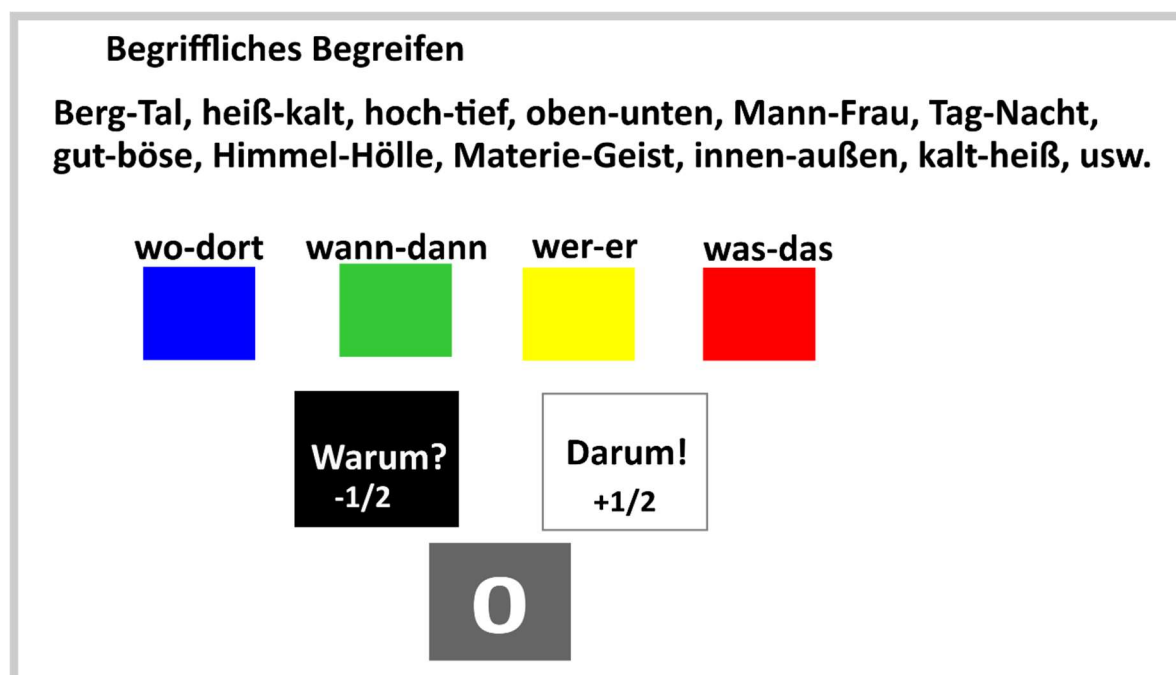 Begriffliches Begreifen
Berg-Tal, heiß-kalt, hoch-tief, oben-unten, Mann-Frau, Tag-Nacht,
gut-böse, Himmel-Hölle, Materie-Geist, innen-außen, kalt-heiß, usw.
wo-dort wann-dann wer-er was-das
Warum? Darum!
-1/2 +1/2
0